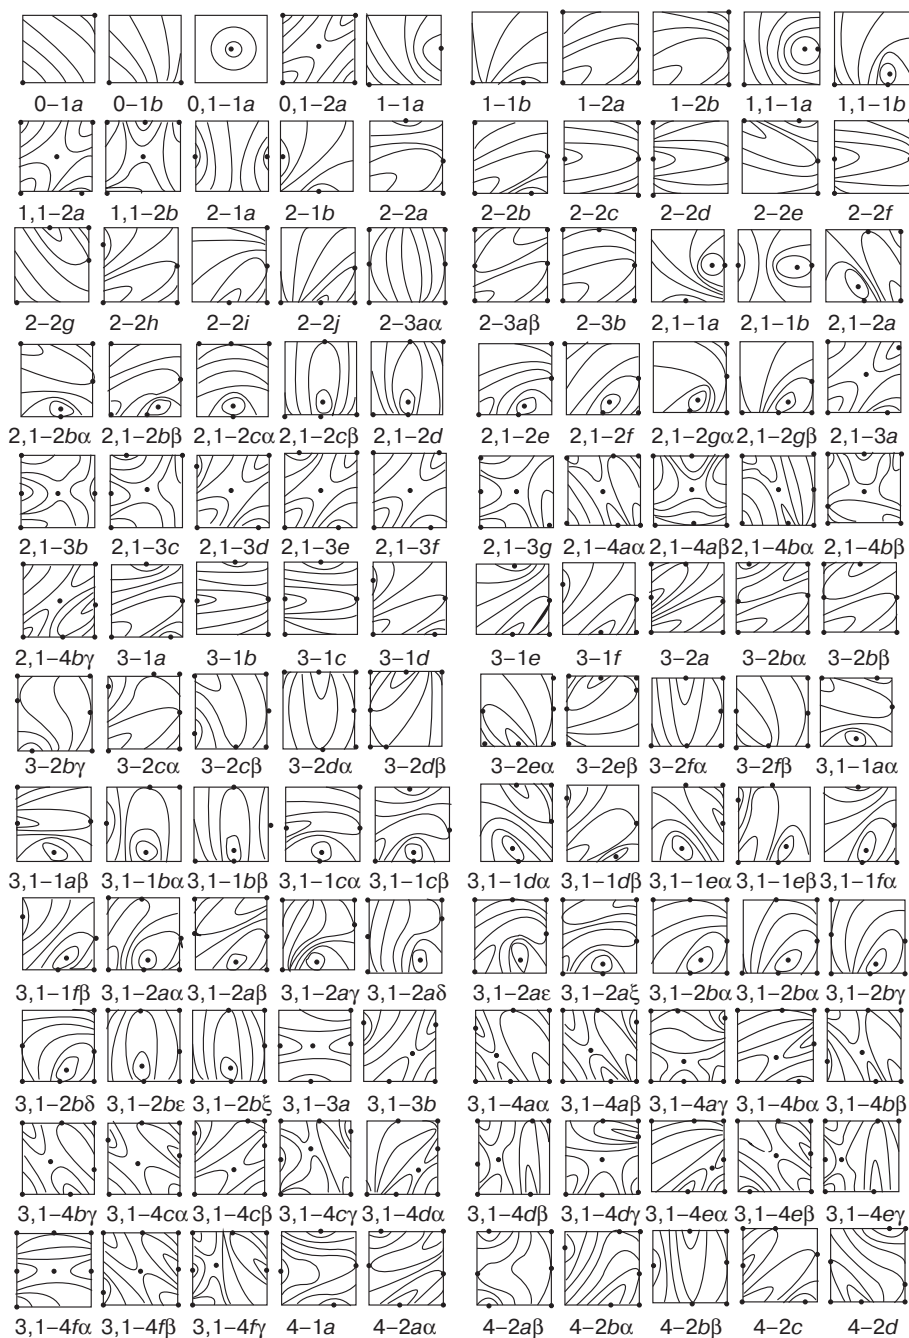 0–1a 0–1b 0,1–1a 0,1–2a 1–1a 1–1b 1–2a 1–2b 1,1–1a 1,1–1b
1,1–2a 1,1–2b 2–1a 2–1b 2–2a 2–2b 2–2c 2–2d 2–2e 2–2f
2–2g 2–2h 2–2i 2–2j 2–3aα 2–3aβ 2–3b 2,1–1a 2,1–1b 2,1–2a
2,1–2bα 2,1–2bβ 2,1–2cα 2,1–2cβ 2,1–2d 2,1–2e 2,1–2f 2,1–2gα 2,1–2gβ 2,1–3a
2,1–3b 2,1–3c 2,1–3d 2,1–3e 2,1–3f 2,1–3g 2,1–4aα 2,1–4aβ 2,1–4bα 2,1–4bβ
2,1–4bγ 3–1a 3–1b 3–1c 3–1d 3–1e 3–1f 3–2a 3–2bα 3–2bβ
3–2bγ 3–2cα 3–2cβ 3–2dα 3–2dβ 3–2eα 3–2eβ 3–2fα 3–2fβ 3,1–1aα
3,1–1aβ 3,1–1bα 3,1–1bβ 3,1–1cα 3,1–1cβ 3,1–1dα 3,1–1dβ 3,1–1eα 3,1–1eβ 3,1–1fα
3,1–1fβ 3,1–2aα 3,1–2aβ 3,1–2aγ 3,1–2aδ 3,1–2aε 3,1–2aξ 3,1–2bα 3,1–2bα 3,1–2bγ
3,1–2bδ 3,1–2bε 3,1–2bξ 3,1–3a 3,1–3b 3,1–4aα 3,1–4aβ 3,1–4aγ 3,1–4bα 3,1–4bβ
3,1–4bγ 3,1–4cα 3,1–4cβ 3,1–4cγ 3,1–4dα 3,1–4dβ 3,1–4dγ 3,1–4eα 3,1–4eβ 3,1–4eγ
3,1–4fα 3,1–4fβ 3,1–4fγ 4–1a 4–2aα 4–2aβ 4–2bα 4–2bβ 4–2c 4–2d